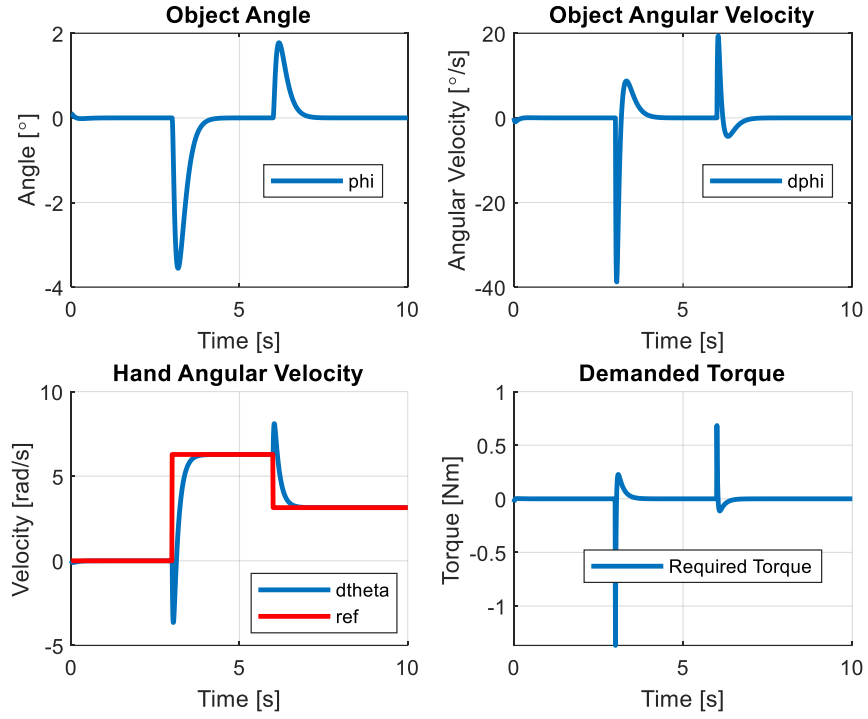 Object Angle
2
0
-2
-4
Angle [°]
phi
0
5
10
Time [s]
Object Angular Velocity
20
0
-20
-40
Angular Velocity [°/s]
dphi
0
5
10
Time [s]
Hand Angular Velocity
10
5
0
-5
Velocity [rad/s]
dtheta
ref
0
5
10
Time [s]
Demanded Torque
1
0.5
0
-0.5
-1
Torque [Nm]
Required Torque
0
5
10
Time [s]